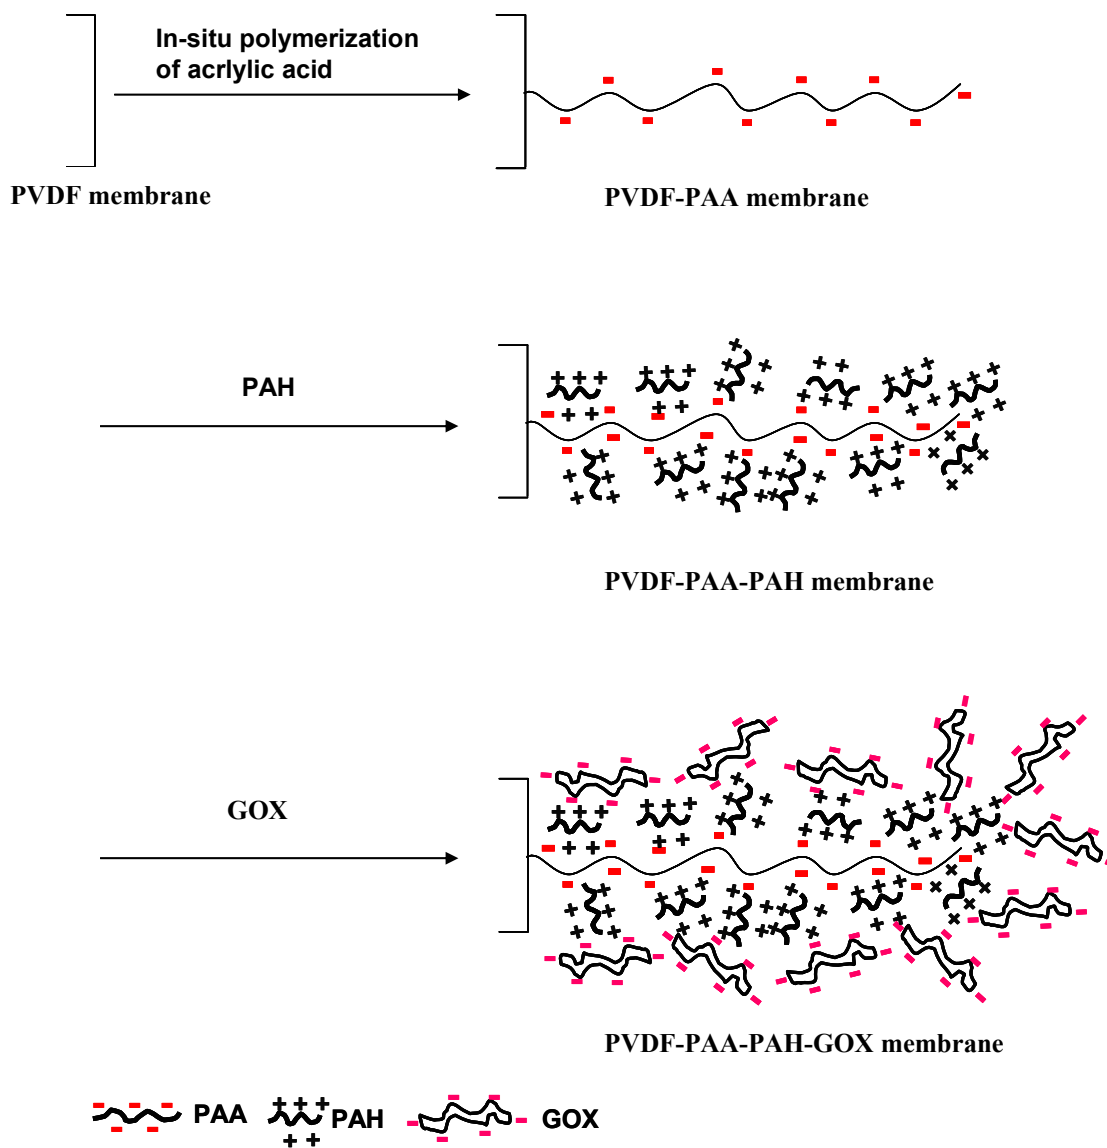 In-situ polymerization
of acrlylic acid
PVDF membrane
PVDF-PAA membrane
PAH
PVDF-PAA-PAH membrane
GOX
PVDF-PAA-PAH-GOX membrane
PAA
PAH
GOX